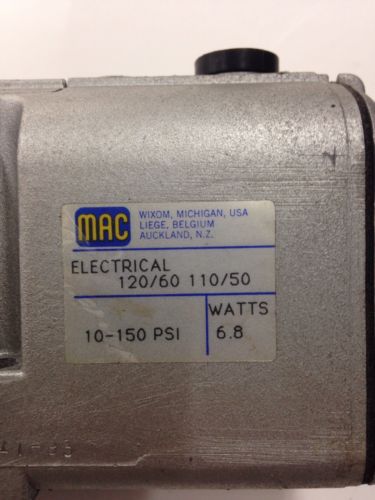 MAC
WIXOM, MICHIGAN, USA
LIEGE, BELGIUM
AUCKLAND, N.Z.
ELECTRICAL
120/60 110/50
10-150 PSI
WATTS
6.8